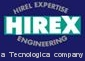 HIREL EXPERTISE
HIREX
ENGINEERING
a Tecnologica company